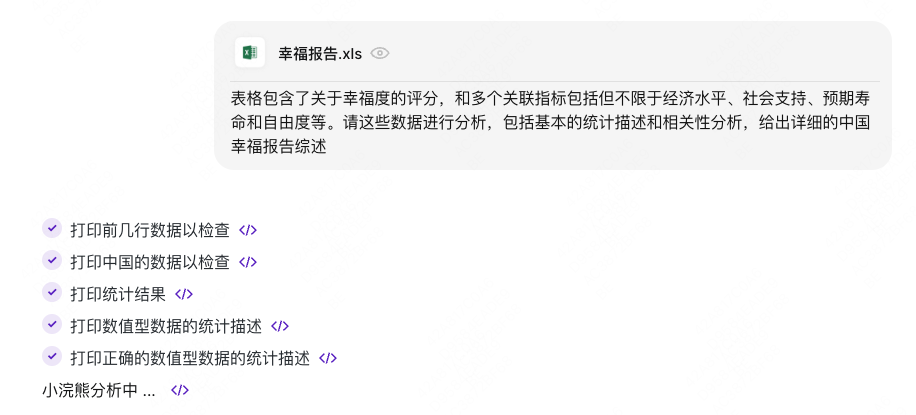 幸福报告.xls
表格包含了关于幸福度的评分，和多个关联指标包括但不限于经济水平、社会支持、预期寿
命和自由度等。请这些数据进行分析，包括基本的统计描述和相关性分析，给出详细的中国
幸福报告综述
打印前几行数据以检查 </>
打印中国的数据以检查 </>
打印统计结果 </>
打印数值型数据的统计描述 </>
打印正确的数值型数据的统计描述 </>
小浣熊分析中 ... </>